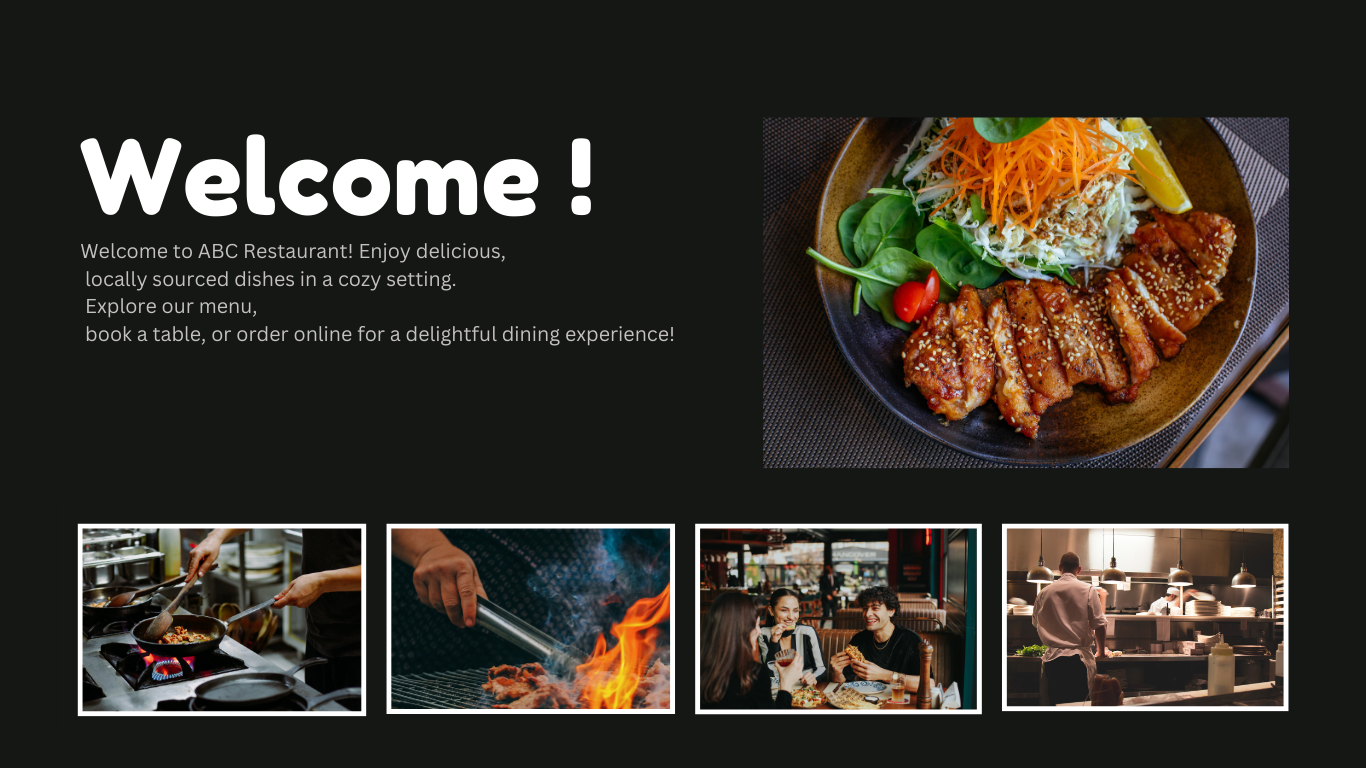 Welcome !
Welcome to ABC Restaurant! Enjoy delicious,
locally sourced dishes in a cozy setting.
Explore our menu,
book a table, or order online for a delightful dining experience!